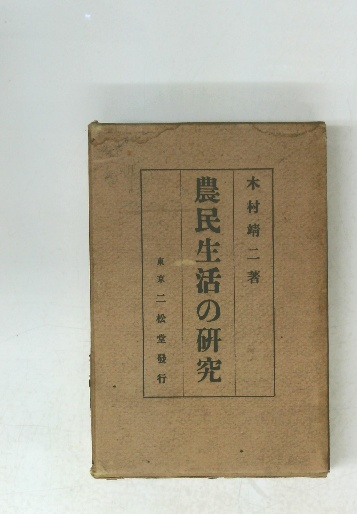 木村靖二著
農民生活の研究
東京二松堂發行